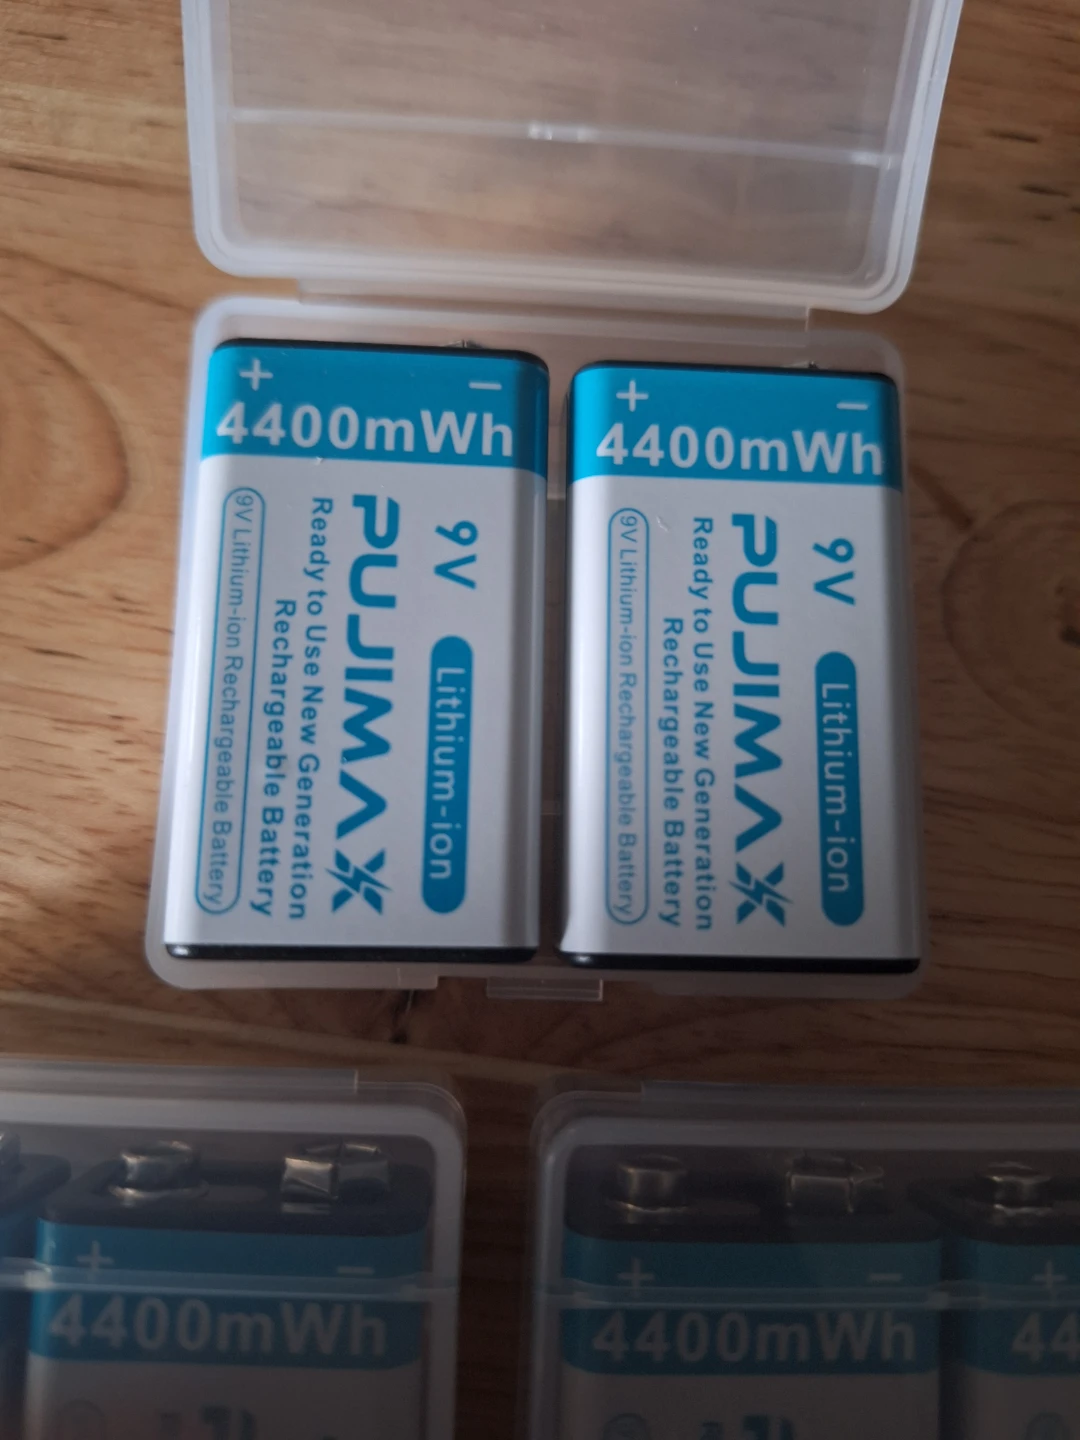 + −
4400mWh
9V Lithium-ion
PUJIMAX
Ready to Use New Generation
Rechargeable Battery
9V Lithium-ion Rechargeable Battery
+ −
4400mWh
9V Lithium-ion
PUJIMAX
Ready to Use New Generation
Rechargeable Battery
9V Lithium-ion Rechargeable Battery
+ −
4400mWh
+ −
4400mWh
+
44